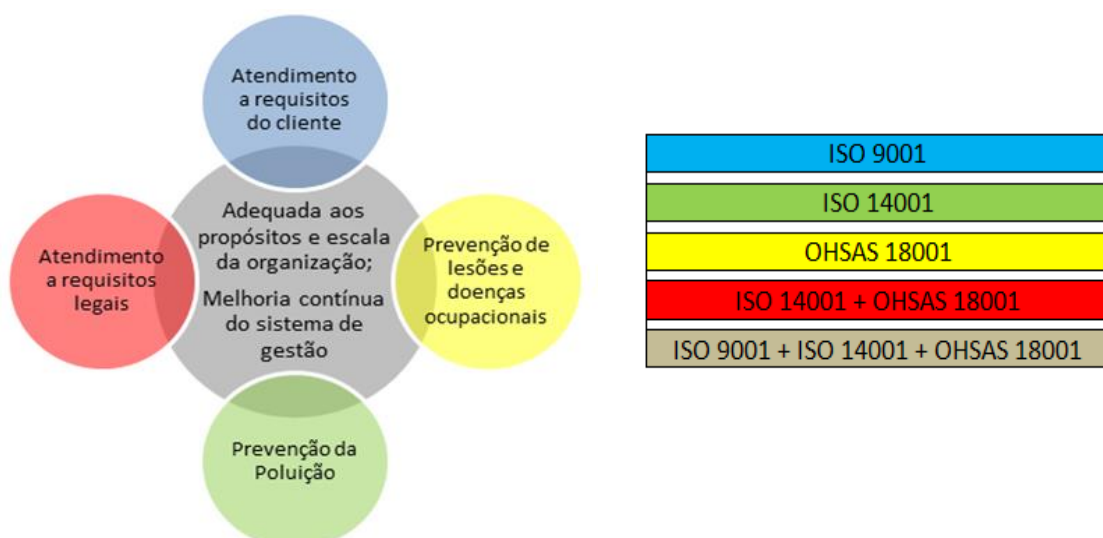 Atendimento
a requisitos
do cliente
Atendimento
a requisitos
legais
Adequada aos
propósitos e escala
da organização;
Melhoria contínua
do sistema de
gestão
Prevenção de
lesões e
doenças
ocupacionais
Prevenção da
Poluição
ISO 9001
ISO 14001
OHSAS 18001
ISO 14001 + OHSAS 18001
ISO 9001 + ISO 14001 + OHSAS 18001